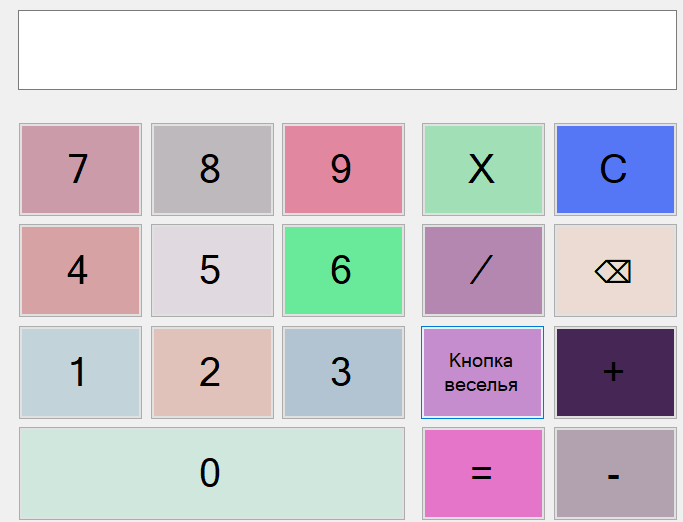 7 8 9 X C
4 5 6 / ⌫
1 2 3 Кнопка +
веселья
0 = -